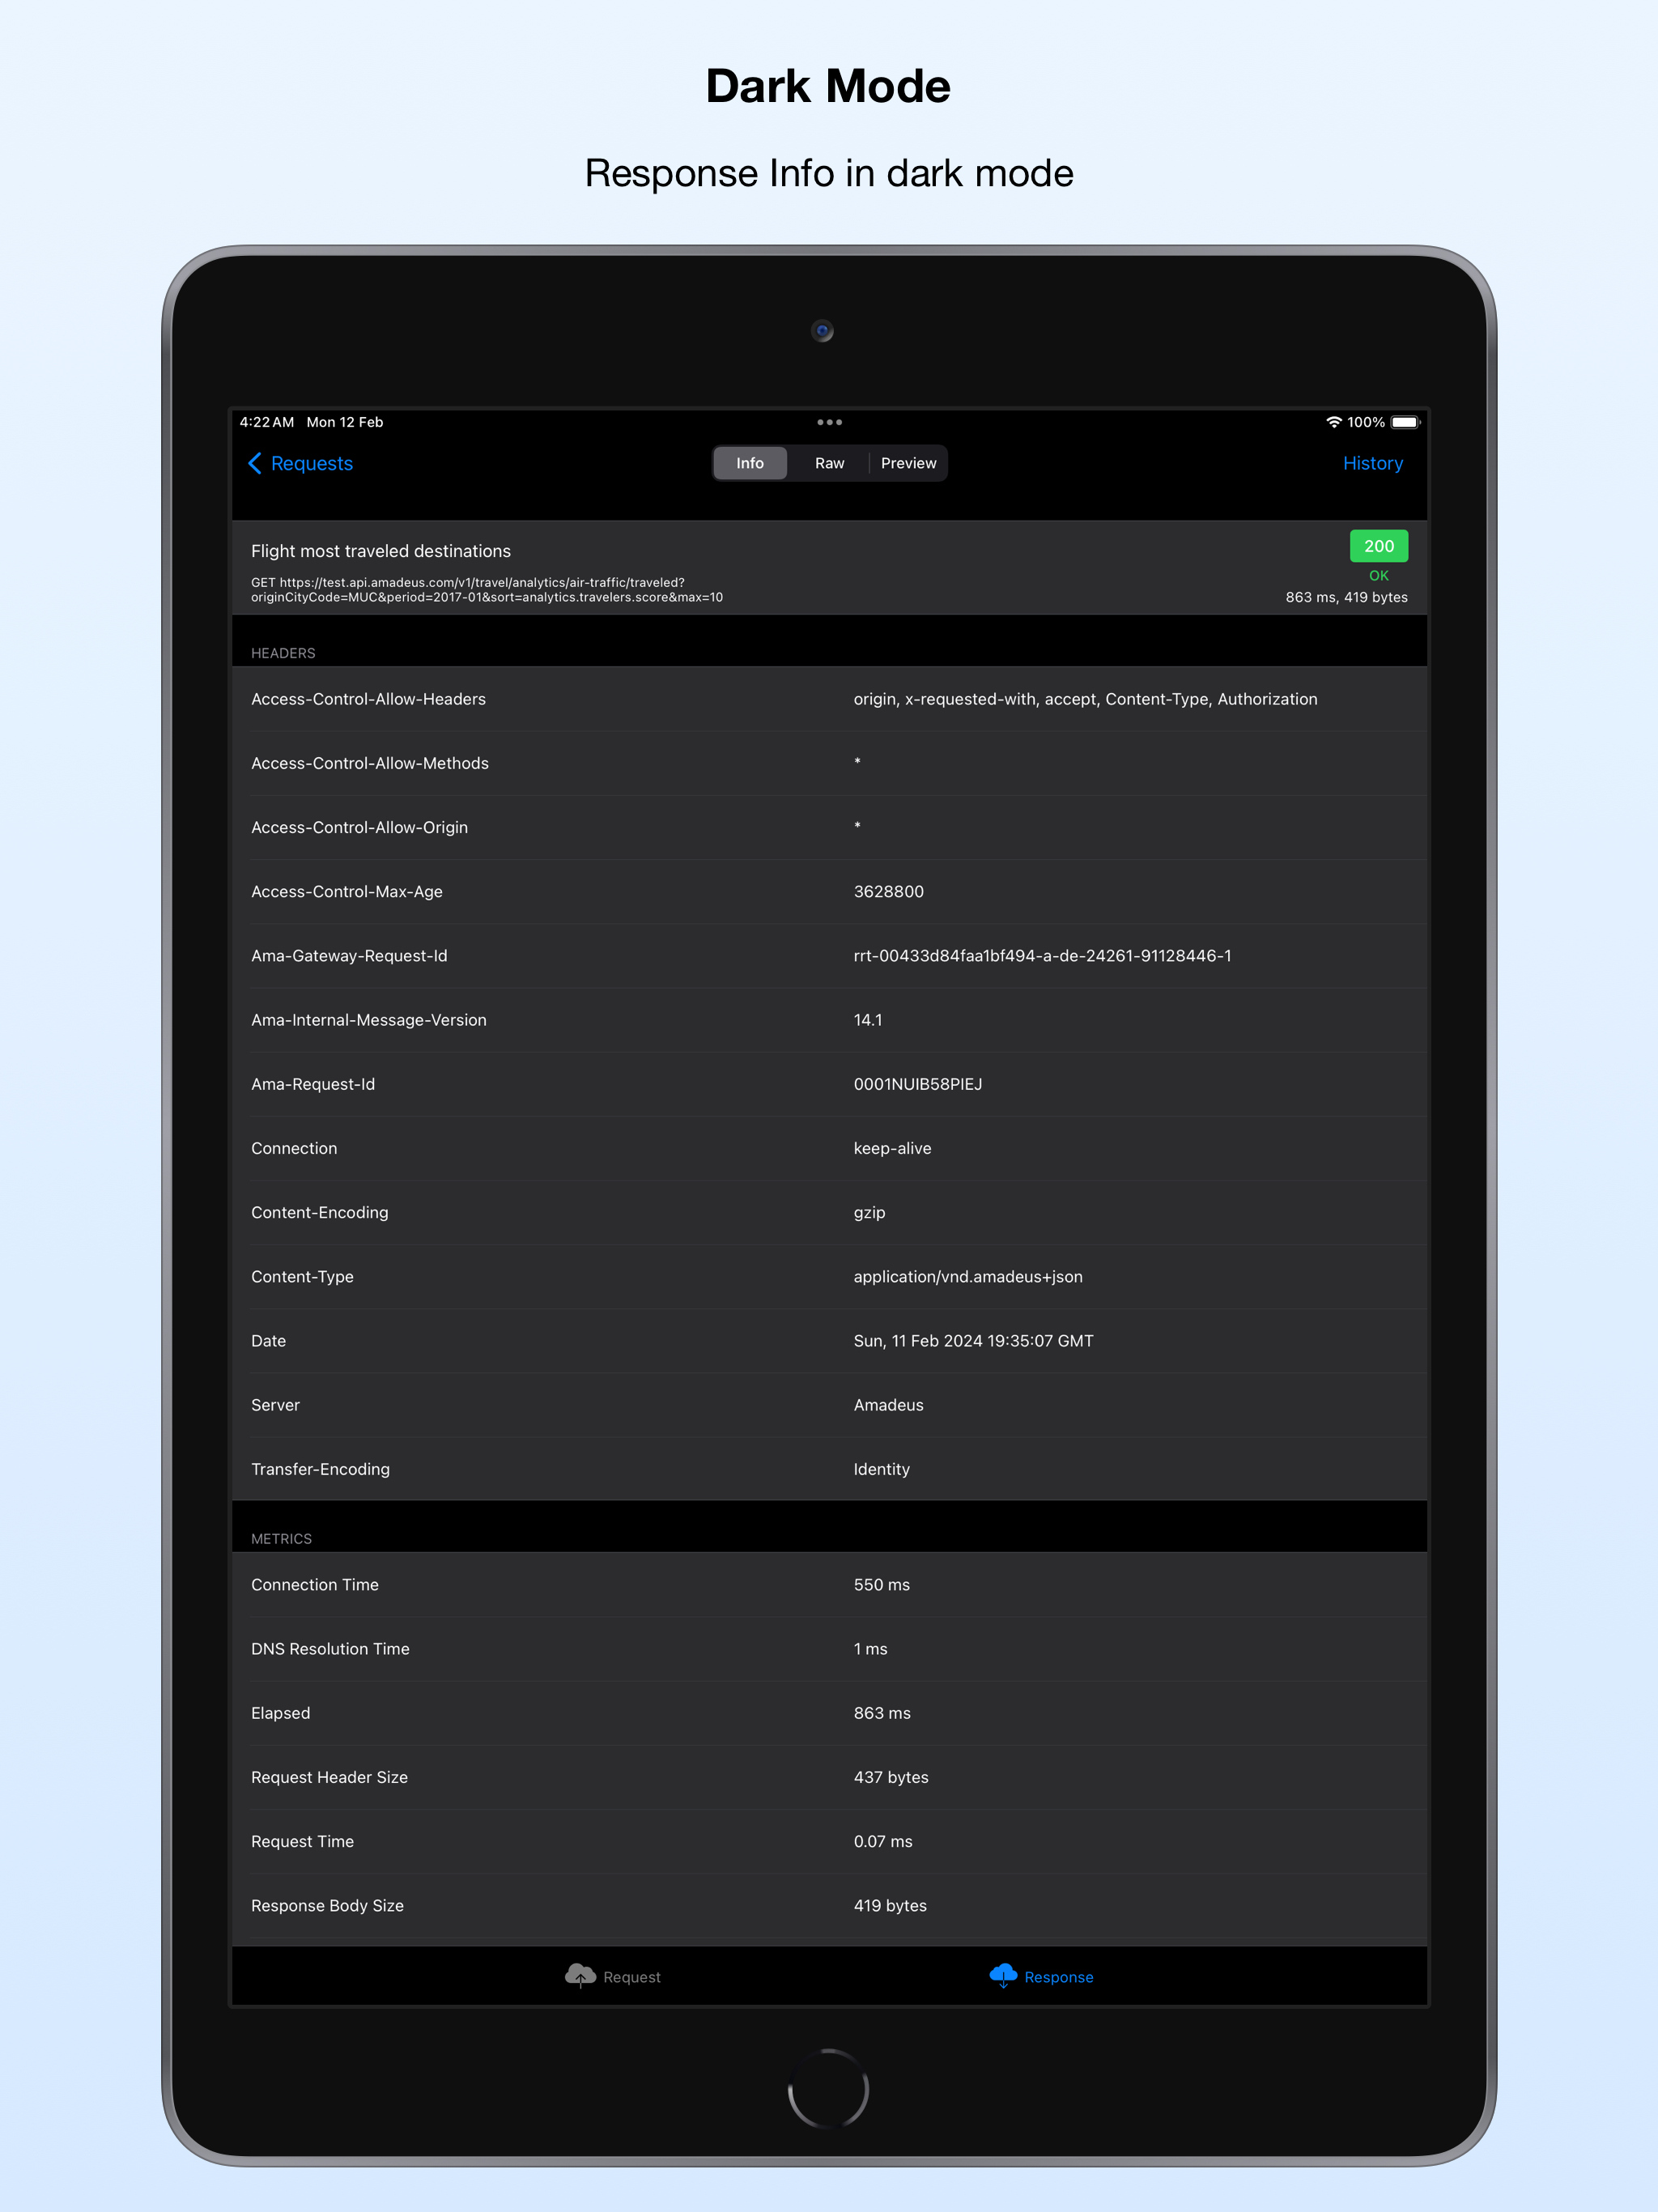 Dark Mode
Response Info in dark mode
4:22 AM Mon 12 Feb
100%
Requests
Info Raw Preview
History
Flight most traveled destinations
200
GET https://test.api.amadeus.com/v1/travel/analytics/air-traffic/traveled?
OK
originCityCode=MUC&period=2017-01&sort=analytics.travelers.score&max=10
863 ms, 419 bytes
HEADERS
Access-Control-Allow-Headers origin, x-requested-with, accept, Content-Type, Authorization
Access-Control-Allow-Methods *
Access-Control-Allow-Origin *
Access-Control-Max-Age 3628800
Ama-Gateway-Request-Id rrt-00433d84faa1bf494-a-de-24261-91128446-1
Ama-Internal-Message-Version 14.1
Ama-Request-Id 0001NUIB58PIEJ
Connection keep-alive
Content-Encoding gzip
Content-Type application/vnd.amadeus+json
Date Sun, 11 Feb 2024 19:35:07 GMT
Server Amadeus
Transfer-Encoding Identity
METRICS
Connection Time 550 ms
DNS Resolution Time 1 ms
Elapsed 863 ms
Request Header Size 437 bytes
Request Time 0.07 ms
Response Body Size 419 bytes
Request Response